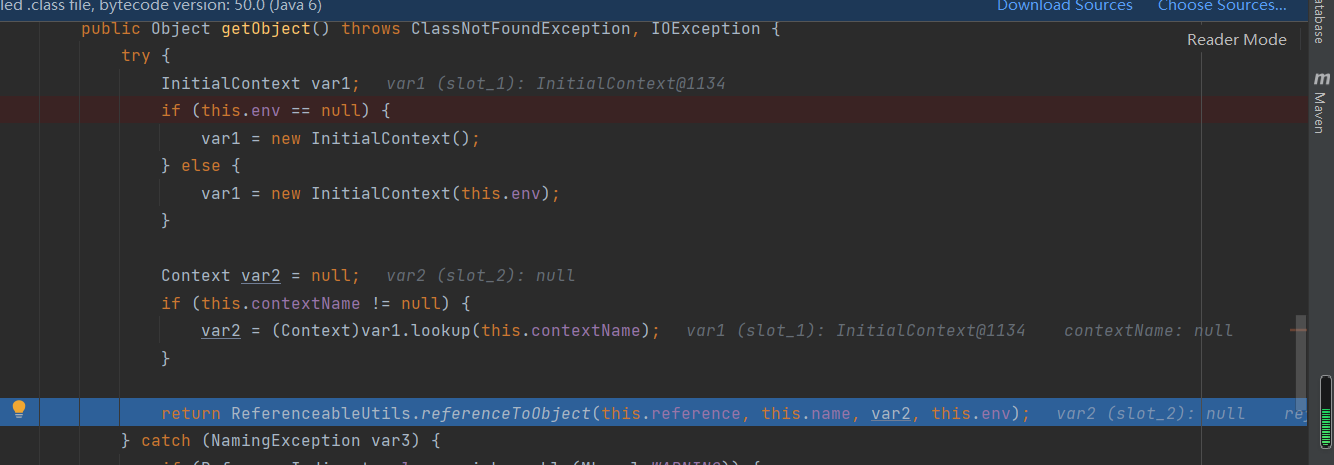 led .class file, bytecode version: 50.0 (Java 6) Download Sources Choose Sources...
public Object getObject() throws ClassNotFoundException, IOException {
Reader Mode
try {
InitialContext var1; var1 (slot_1): InitialContext@1134
if (this.env == null) {
var1 = new InitialContext();
} else {
var1 = new InitialContext(this.env);
}
Context var2 = null; var2 (slot_2): null
if (this.contextName != null) {
var2 = (Context)var1.lookup(this.contextName); var1 (slot_1): InitialContext@1134 contextName: null
}
return ReferenceableUtils.referenceToObject(this.reference, this.name, var2, this.env); var2 (slot_2): null re
} catch (NamingException var3) {
atabase
m Maven